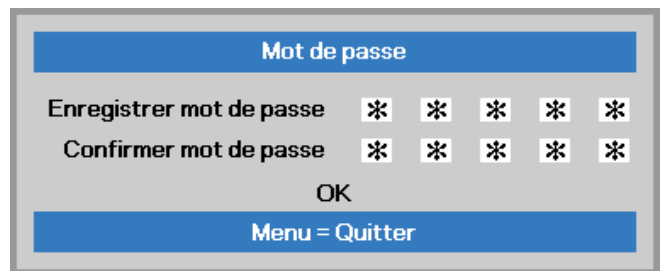 Mot de passe
Enregistrer mot de passe * * * * *
Confirmer mot de passe * * * * *
OK
Menu = Quitter